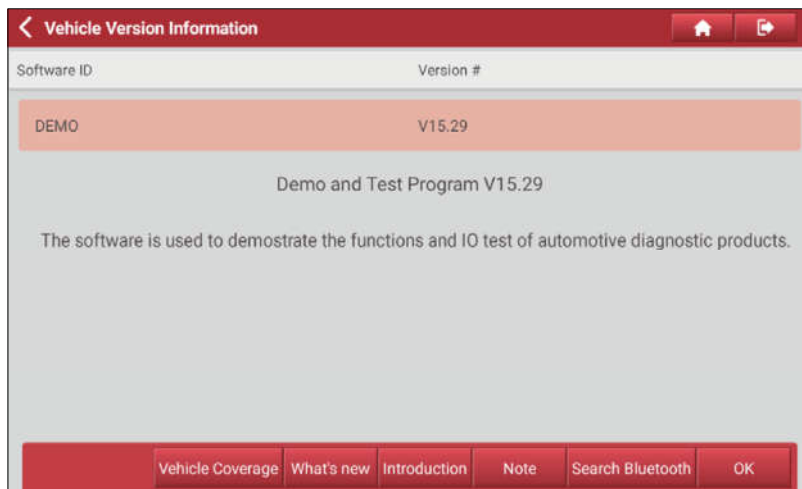 Vehicle Version Information
Software ID Version #
DEMO V15.29
Demo and Test Program V15.29
The software is used to demostrate the functions and IO test of automotive diagnostic products.
Vehicle Coverage What's new Introduction Note Search Bluetooth OK